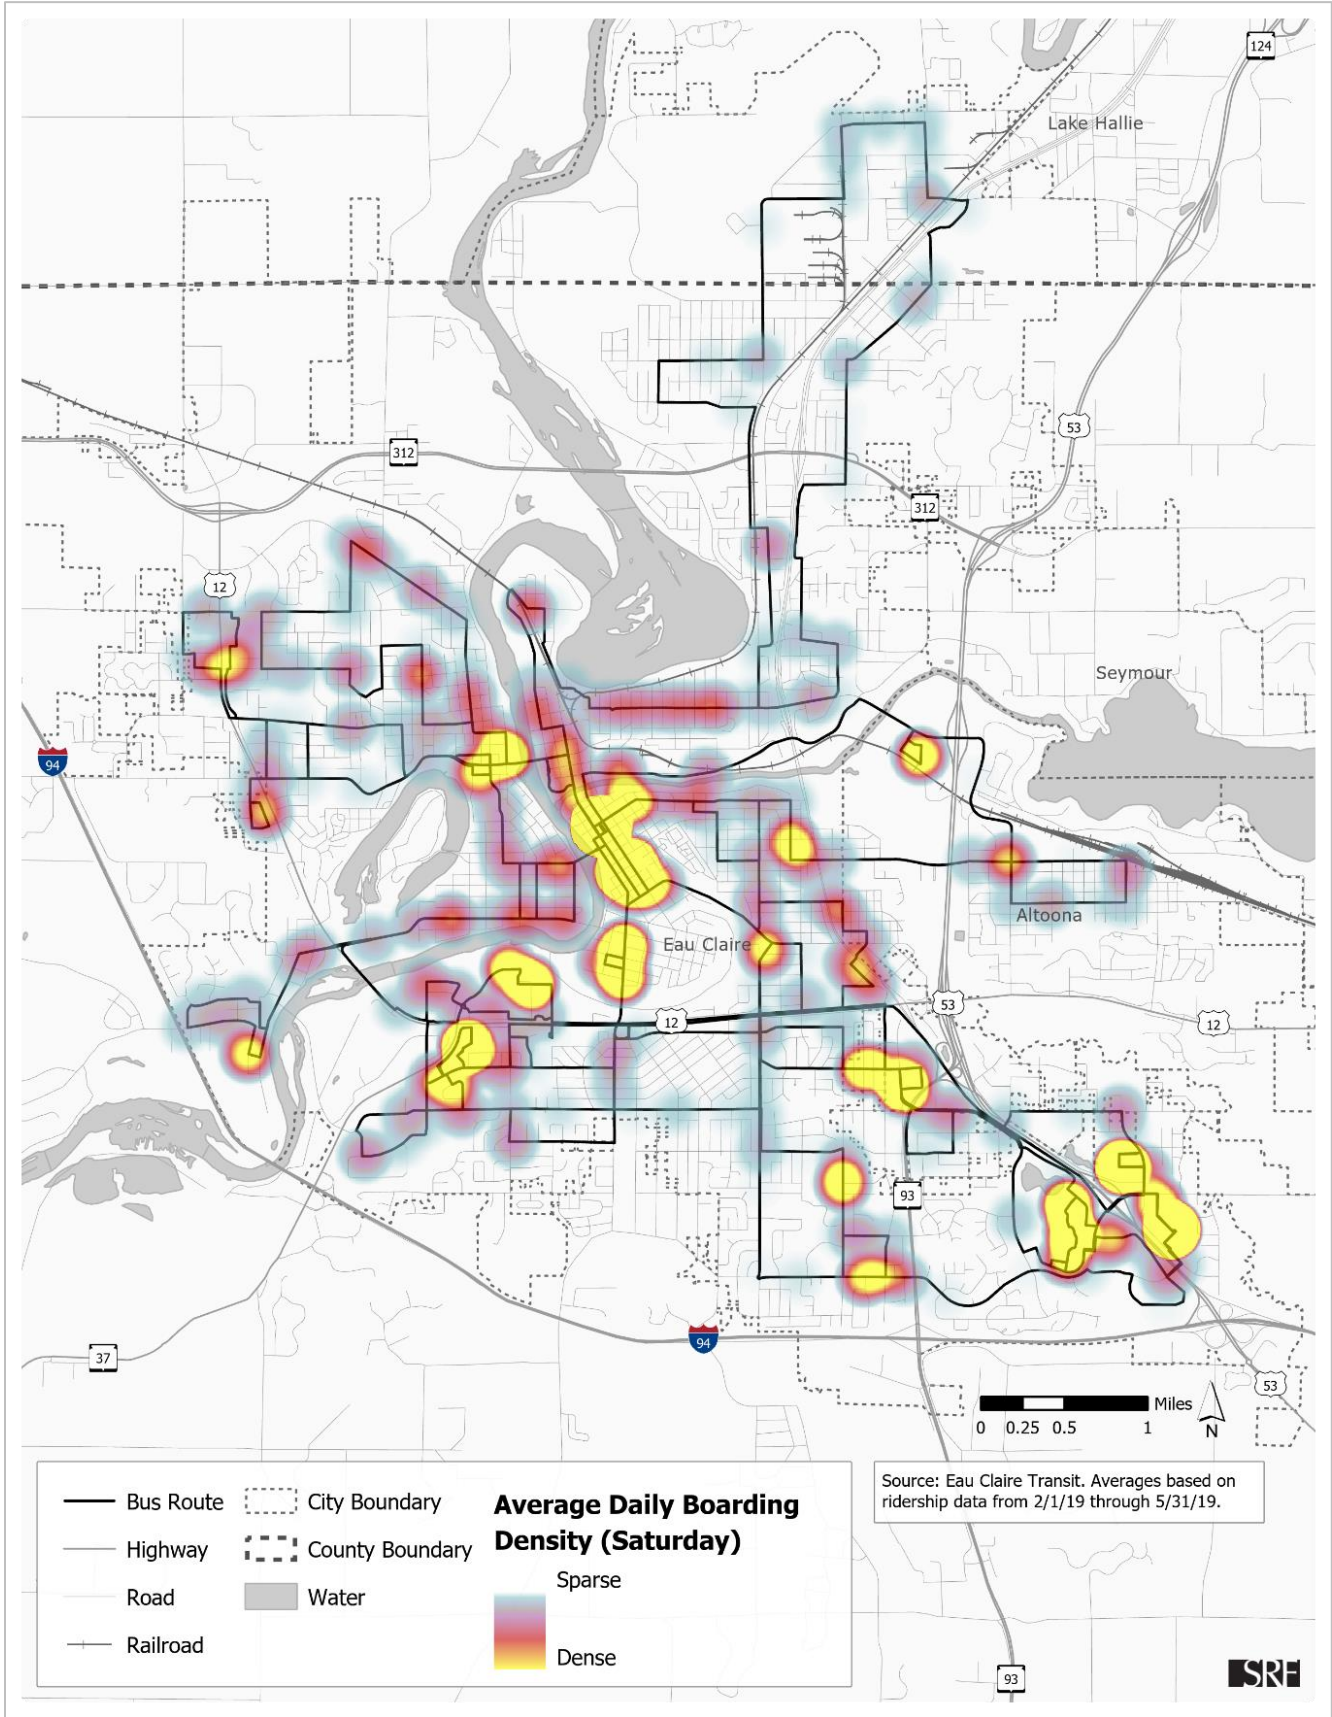 124
Lake Hallie
53
312
312
12
Seymour
94
Altoona
Eau Claire
53
12
12
93
94
37
53
Miles
0 0.25 0.5 1
N
Bus Route
Highway
Road
Railroad
City Boundary
County Boundary
Water
Average Daily Boarding
Density (Saturday)
Sparse
Dense
Source: Eau Claire Transit. Averages based on
ridership data from 2/1/19 through 5/31/19.
93
SRF